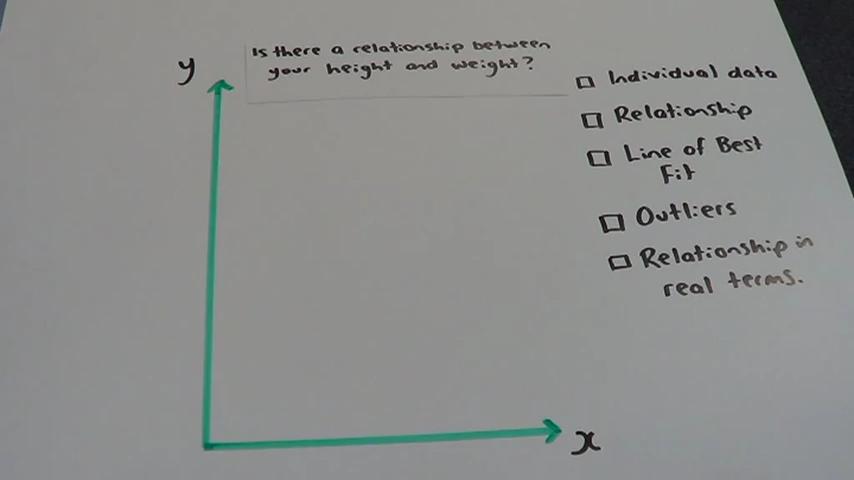 Is there a relationship between
your height and weight?
y
Individual data
Relationship
Line of Best
Fit
Outliers
Relationship in
real terms.
x